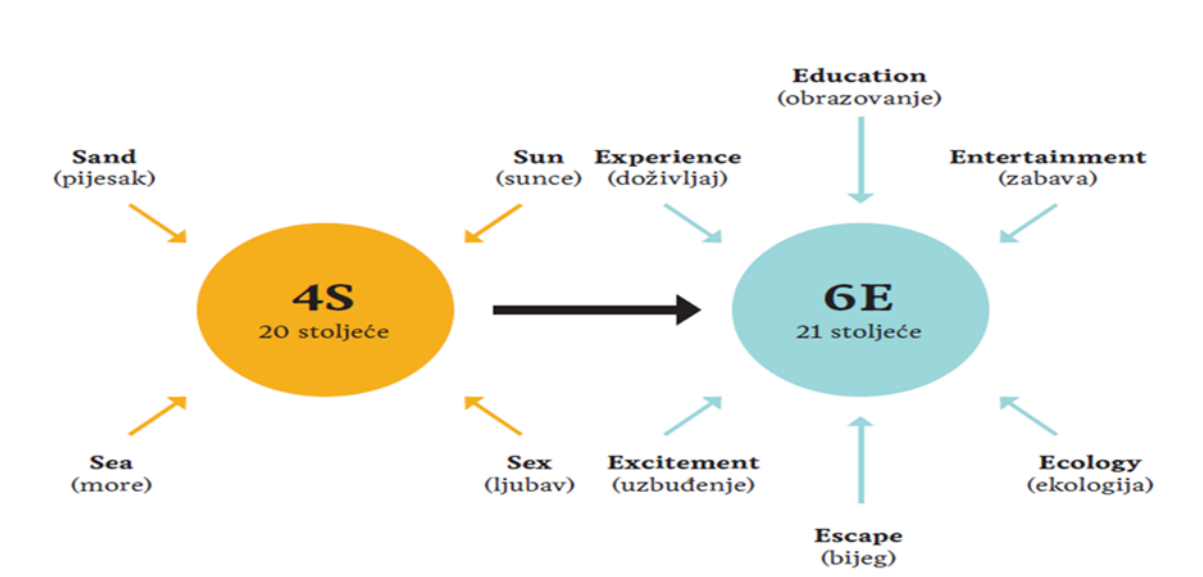 Education
(obrazovanje)
Sand
(pijesak)
Sun
(sunce)
Experience
(doživljaj)
Entertainment
(zabava)
4S
20 stoljeće
6E
21 stoljeće
Sea
(more)
Sex
(ljubav)
Excitement
(uzbuđenje)
Ecology
(ekologija)
Escape
(bijeg)